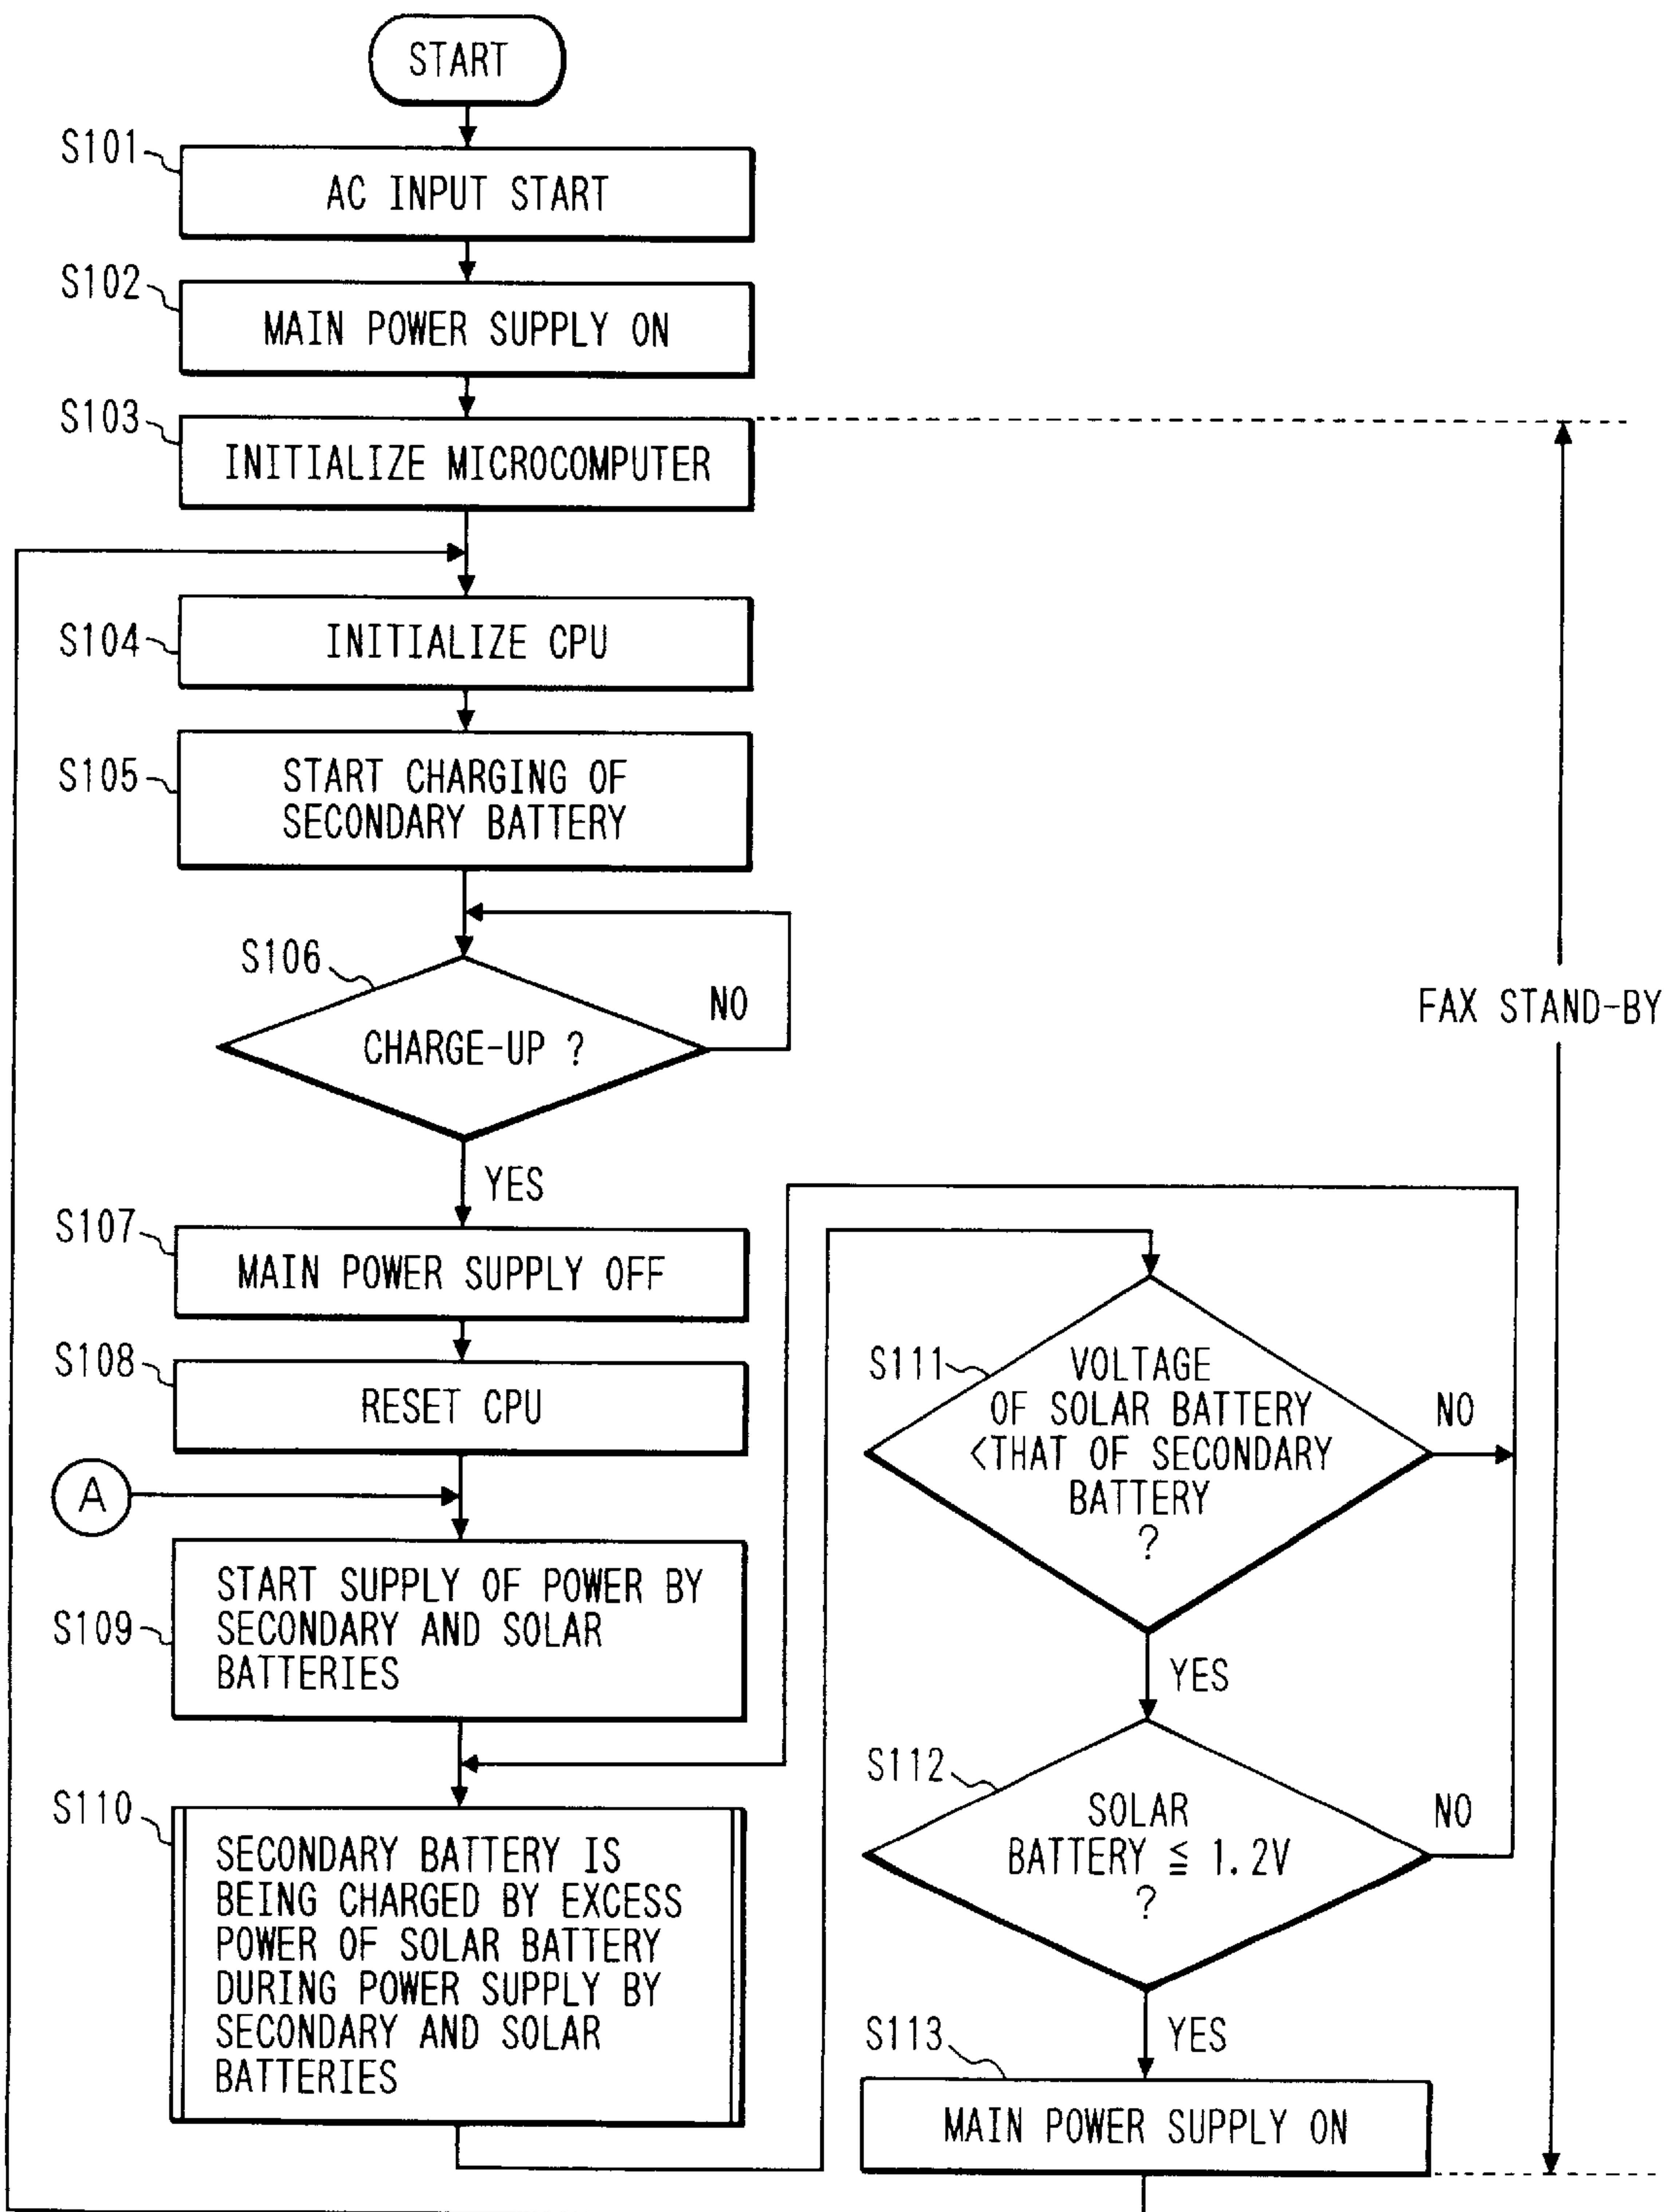 START
S101
AC INPUT START
S102
MAIN POWER SUPPLY ON
S103
INITIALIZE MICROCOMPUTER
S104
INITIALIZE CPU
S105
START CHARGING OF
SECONDARY BATTERY
S106
CHARGE-UP ?
NO
YES
S107
MAIN POWER SUPPLY OFF
S108
RESET CPU
A
S109
START SUPPLY OF POWER BY
SECONDARY AND SOLAR
BATTERIES
S110
SECONDARY BATTERY IS
BEING CHARGED BY EXCESS
POWER OF SOLAR BATTERY
DURING POWER SUPPLY BY
SECONDARY AND SOLAR
BATTERIES
S111
VOLTAGE
OF SOLAR BATTERY
<THAT OF SECONDARY
BATTERY
?
NO
YES
S112
SOLAR
BATTERY ≦ 1.2V
?
NO
YES
S113
MAIN POWER SUPPLY ON
FAX STAND-BY